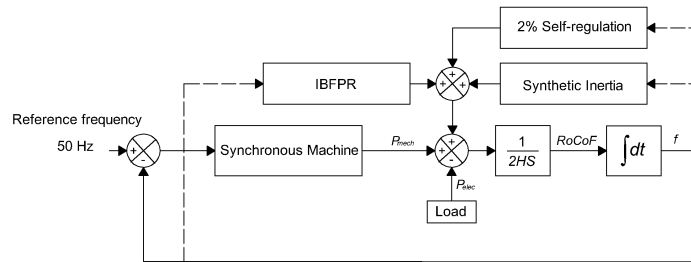 2% Self-regulation
IBFPR
Synthetic Inertia
+
+
+
Reference frequency
50 Hz
+
-
Synchronous Machine
Pmech
+
+
-
1
2HS
RoCoF
∫dt
f
Pelec
Load